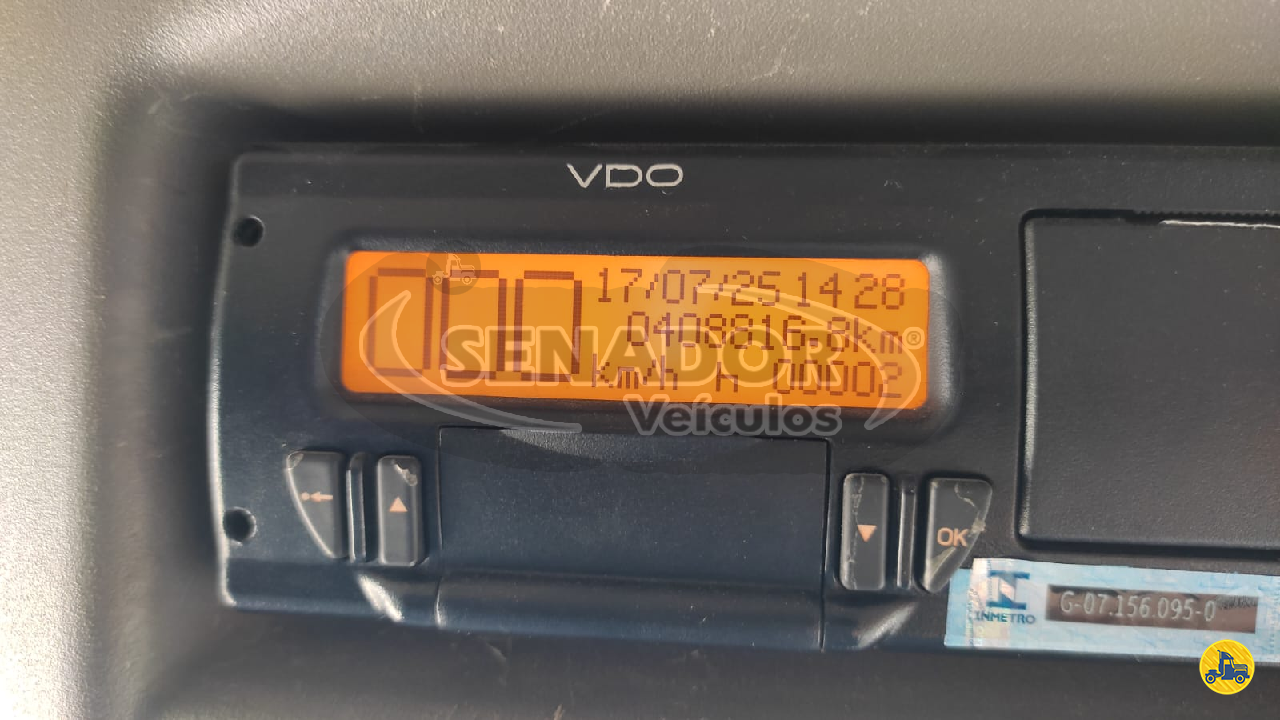 VDO
000
17/07/25 14 28
0408816.8km
km/h A 00002
SENADOR®
Veículos
OK
INMETRO
G-07.156.095-0